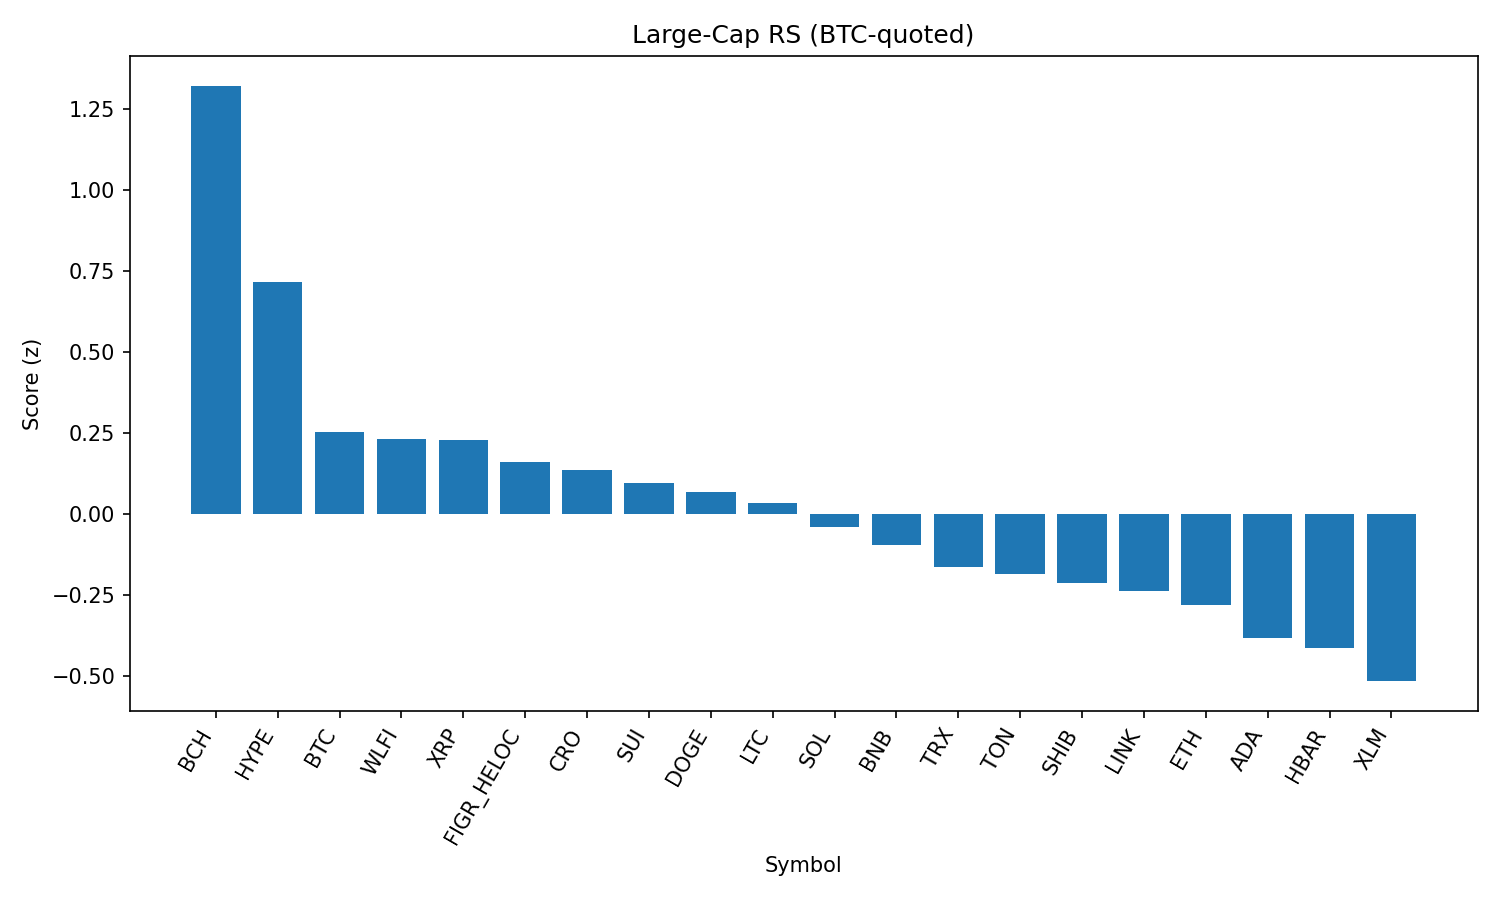 Large-Cap RS (BTC-quoted)
Score (z)
1.25
1.00
0.75
0.50
0.25
0.00
−0.25
−0.50
BCH
HYPE
BTC
WLFI
XRP
FIGR_HELOC
CRO
SUI
DOGE
LTC
SOL
BNB
TRX
TON
SHIB
LINK
ETH
ADA
HBAR
XLM
Symbol